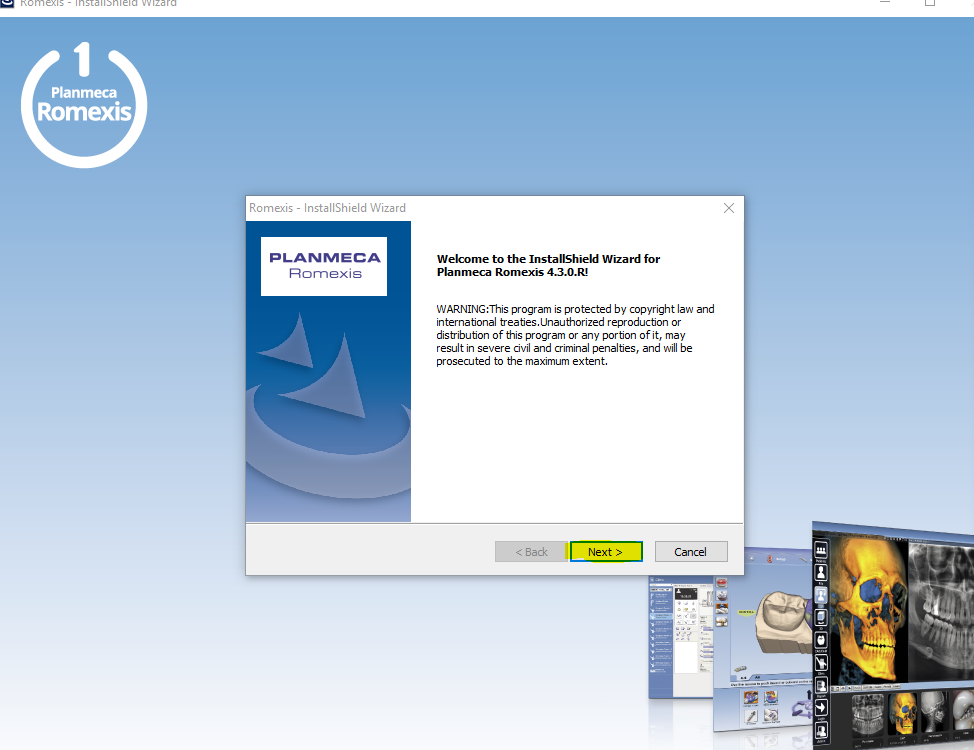 Romexis - InstallShield Wizard
1
Planmeca
Romexis
Romexis - InstallShield Wizard
PLANMECA
Romexis
Welcome to the InstallShield Wizard for
Planmeca Romexis 4.3.0.R!
WARNING:This program is protected by copyright law and
international treaties.Unauthorized reproduction or
distribution of this program or any portion of it, may
result in severe civil and criminal penalties, and will be
prosecuted to the maximum extent.
< Back
Next >
Cancel